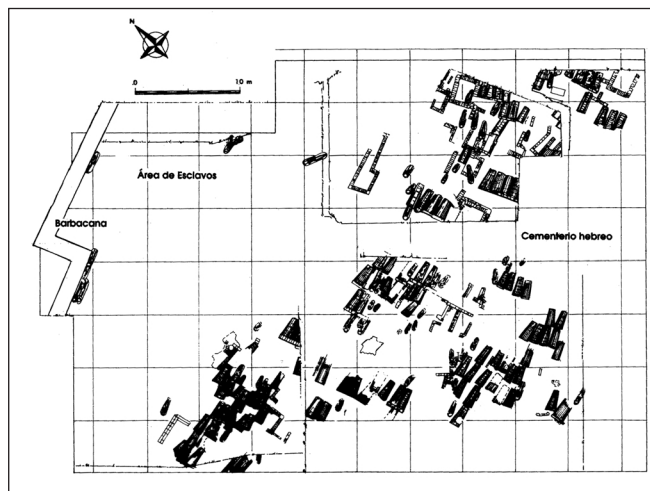 N
0 10 m
Área de Esclavos
Barbacana
Cementerio hebreo